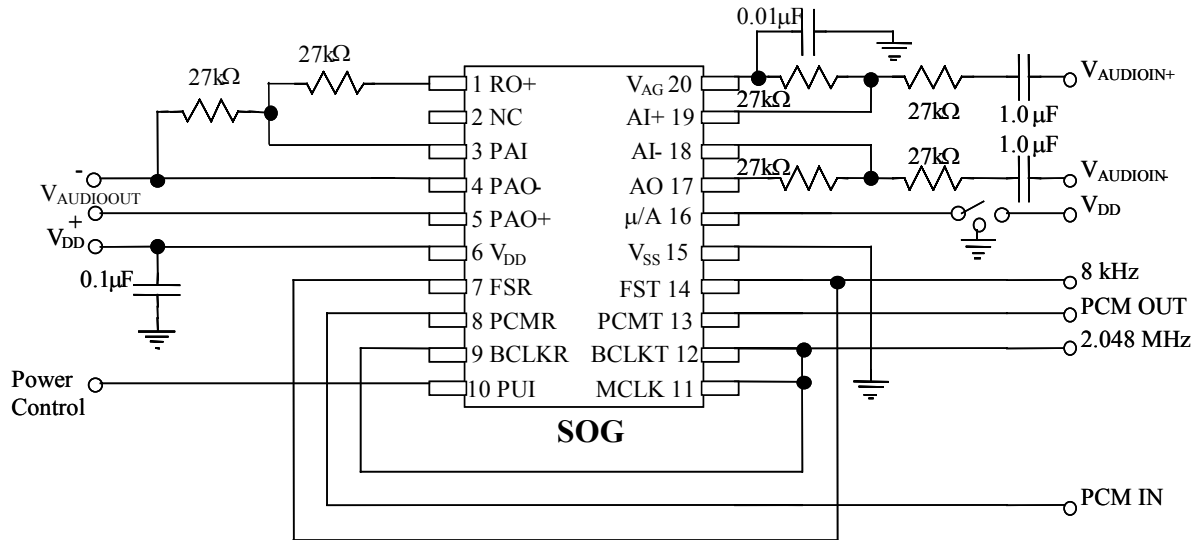 0.01µF
27kΩ
27kΩ
1 RO+
2 NC
3 PAI
4 PAO-
5 PAO+
6 VDD
7 FSR
8 PCMR
9 BCLKR
10 PUI
VAG 20
AI+ 19
AI- 18
AO 17
µ/A 16
VSS 15
FST 14
PCMT 13
BCLKT 12
MCLK 11
SOG
-
VAUDIOOUT
+
VDD
0.1µF
Power
Control
27kΩ
27kΩ
1.0 µF
VAUDIOIN+
27kΩ
27kΩ
1.0 µF
VAUDIOIN-
VDD
8 kHz
PCM OUT
2.048 MHz
PCM IN